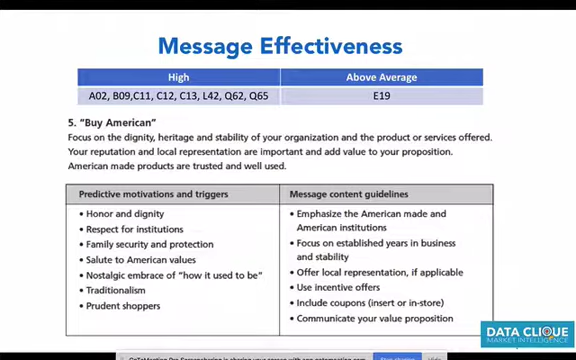 Message Effectiveness
High Above Average
A02, B09,C11, C12, C13, L42, Q62, Q65 E19
5. "Buy American"
Focus on the dignity, heritage and stability of your organization and the product or services offered.
Your reputation and local representation are important and add value to your proposition.
American made products are trusted and well used.
Predictive motivations and triggers
• Honor and dignity
• Respect for institutions
• Family security and protection
• Salute to American values
• Nostalgic embrace of "how it used to be"
• Traditionalism
• Prudent shoppers
Message content guidelines
• Emphasize the American made and
American institutions
• Focus on established years in business
and stability
• Offer local representation, if applicable
• Use incentive offers
• Include coupons (insert or in-store)
• Communicate your value proposition
DATA CLIQUE
MARKET INTELLIGENCE